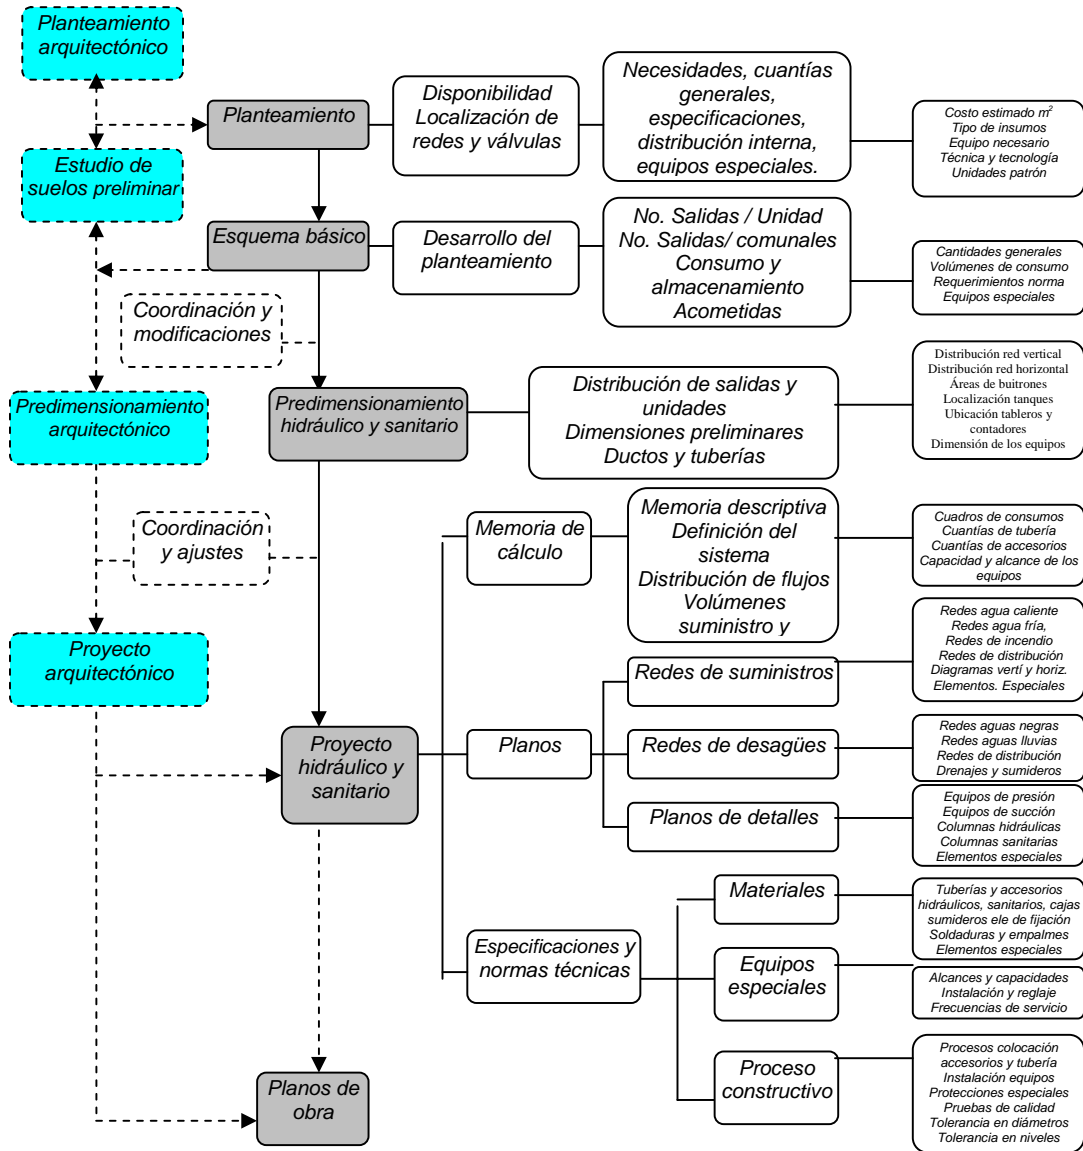 Planteamiento
arquitectónico
Planteamiento
Disponibilidad
Localización de
redes y válvulas
Necesidades, cuantías
generales,
especificaciones,
distribución interna,
equipos especiales.
Costo estimado m²
Tipo de insumos
Equipo necesario
Técnica y tecnología
Unidades patrón
Estudio de
suelos preliminar
Esquema básico
Desarrollo del
planteamiento
No. Salidas / Unidad
No. Salidas/ comunales
Consumo y
almacenamiento
Acometidas
Cantidades generales
Volúmenes de consumo
Requerimientos norma
Equipos especiales
Coordinación y
modificaciones
Predimensionamiento
arquitectónico
Predimensionamiento
hidráulico y sanitario
Distribución de salidas y
unidades
Dimensiones preliminares
Ductos y tuberías
Distribución red vertical
Distribución red horizontal
Áreas de buitrones
Localización tanques
Ubicación tableros y
contadores
Dimensión de los equipos
Coordinación
y ajustes
Memoria de
cálculo
Memoria descriptiva
Definición del
sistema
Distribución de flujos
Volúmenes
suministro y
Cuadros de consumos
Cuantías de tubería
Cuantías de accesorios
Capacidad y alcance de los
equipos
Proyecto
arquitectónico
Redes de suministros
Redes agua caliente
Redes agua fría,
Redes de incendio
Redes de distribución
Diagramas vertí y horiz.
Elementos. Especiales
Proyecto
hidráulico y
sanitario
Planos
Redes de desagües
Redes aguas negras
Redes aguas lluvias
Redes de distribución
Drenajes y sumideros
Planos de detalles
Equipos de presión
Equipos de succión
Columnas hidráulicas
Columnas sanitarias
Elementos especiales
Especificaciones y
normas técnicas
Materiales
Tuberías y accesorios
hidráulicos, sanitarios, cajas
sumideros ele de fijación
Soldaduras y empalmes
Elementos especiales
Equipos
especiales
Alcances y capacidades
Instalación y reglaje
Frecuencias de servicio
Proceso
constructivo
Procesos colocación
accesorios y tubería
Instalación equipos
Protecciones especiales
Pruebas de calidad
Tolerancia en diámetros
Tolerancia en niveles
Planos de
obra